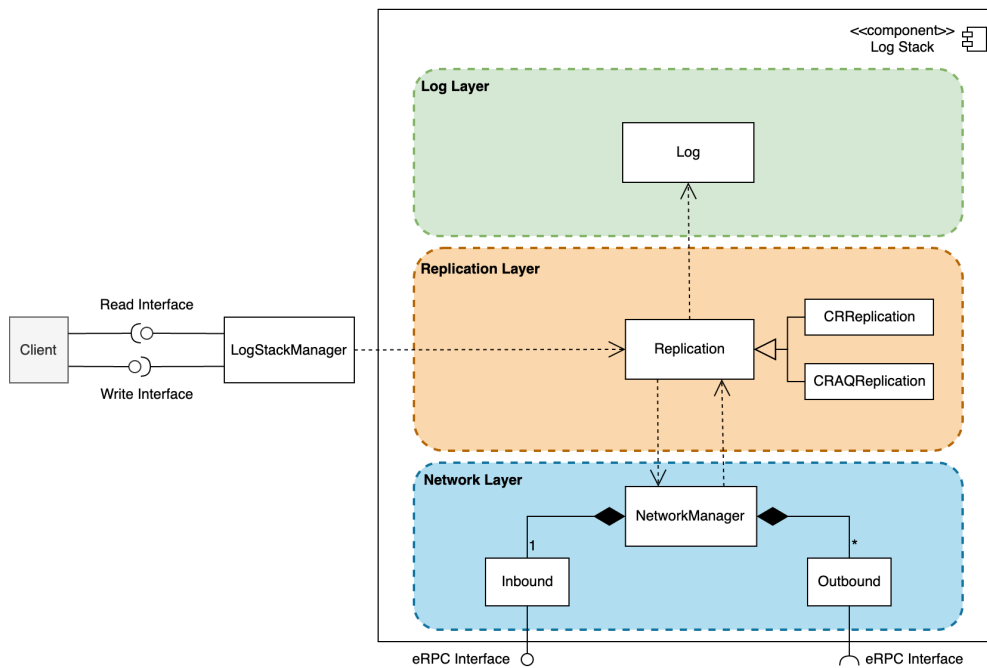 <<component>>
Log Stack
Log Layer
Log
Replication Layer
Read Interface
CRReplication
Client
LogStackManager
Replication
Write Interface
CRAQReplication
Network Layer
NetworkManager
1
*
Inbound
Outbound
eRPC Interface
eRPC Interface